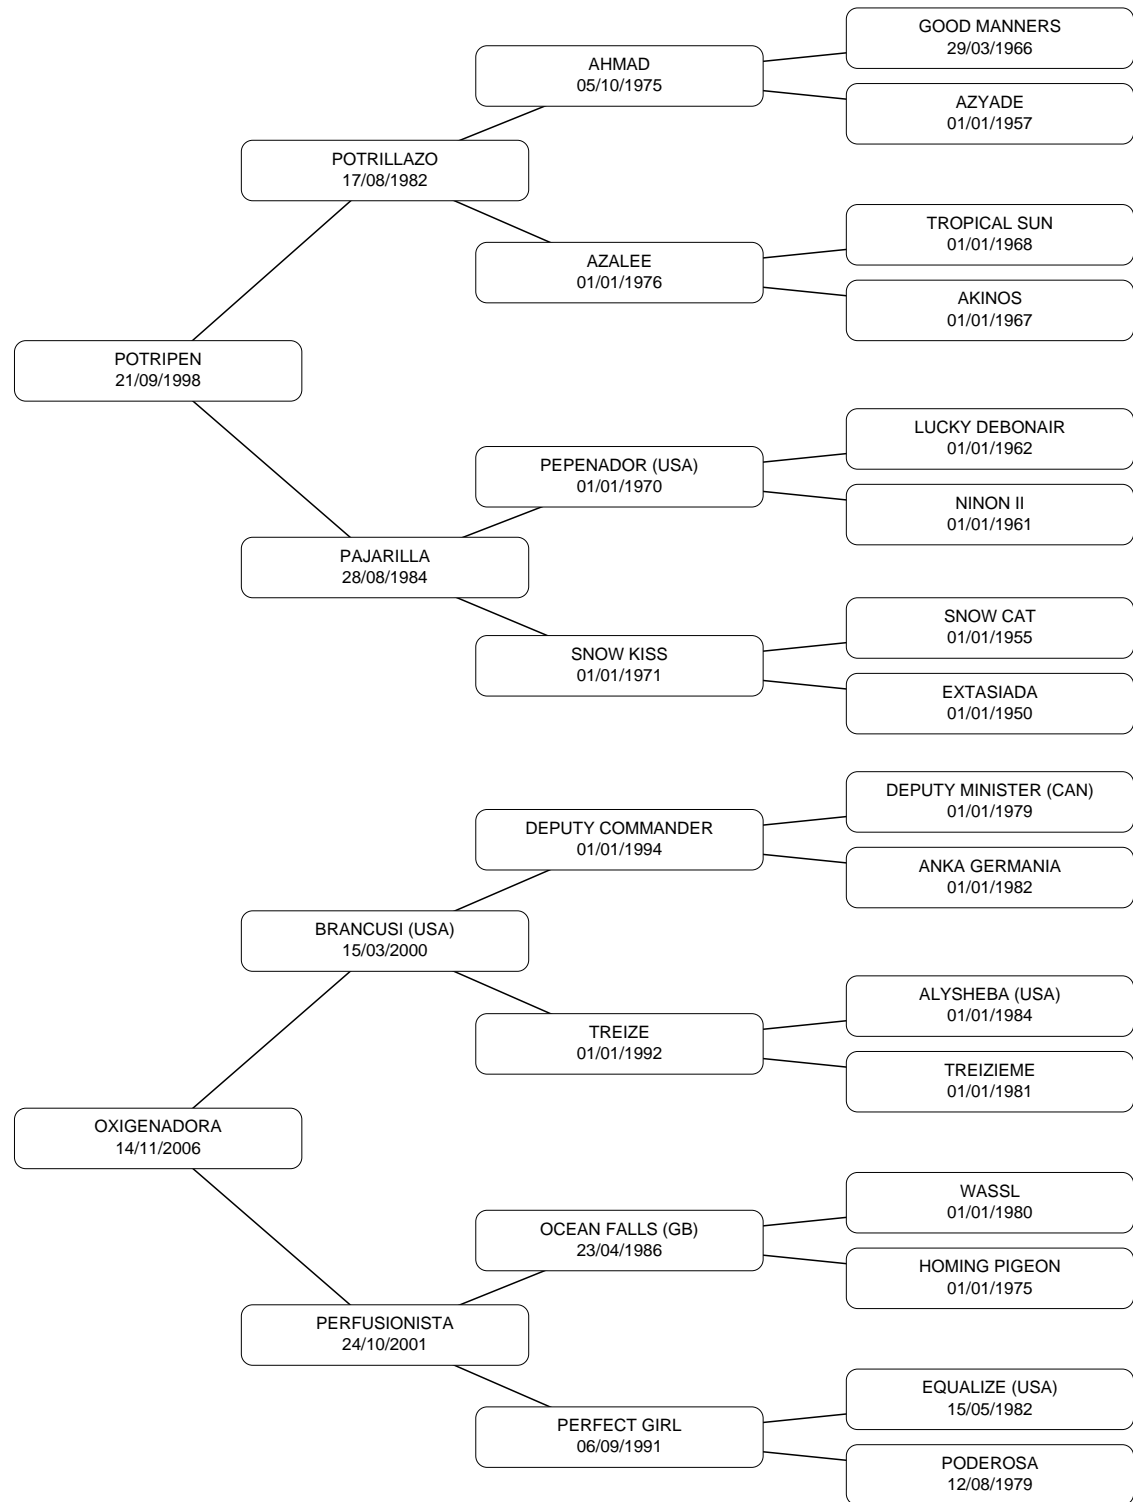 GOOD MANNERS
29/03/1966
AHMAD
05/10/1975
AZYADE
01/01/1957
POTRILLAZO
17/08/1982
TROPICAL SUN
01/01/1968
AZALEE
01/01/1976
AKINOS
01/01/1967
POTRIPEN
21/09/1998
LUCKY DEBONAIR
01/01/1962
PEPENADOR (USA)
01/01/1970
NINON II
01/01/1961
PAJARILLA
28/08/1984
SNOW CAT
01/01/1955
SNOW KISS
01/01/1971
EXTASIADA
01/01/1950
DEPUTY MINISTER (CAN)
01/01/1979
DEPUTY COMMANDER
01/01/1994
ANKA GERMANIA
01/01/1982
BRANCUSI (USA)
15/03/2000
ALYSHEBA (USA)
01/01/1984
TREIZE
01/01/1992
TREIZIEME
01/01/1981
OXIGENADORA
14/11/2006
WASSL
01/01/1980
OCEAN FALLS (GB)
23/04/1986
HOMING PIGEON
01/01/1975
PERFUSIONISTA
24/10/2001
EQUALIZE (USA)
15/05/1982
PERFECT GIRL
06/09/1991
PODEROSA
12/08/1979